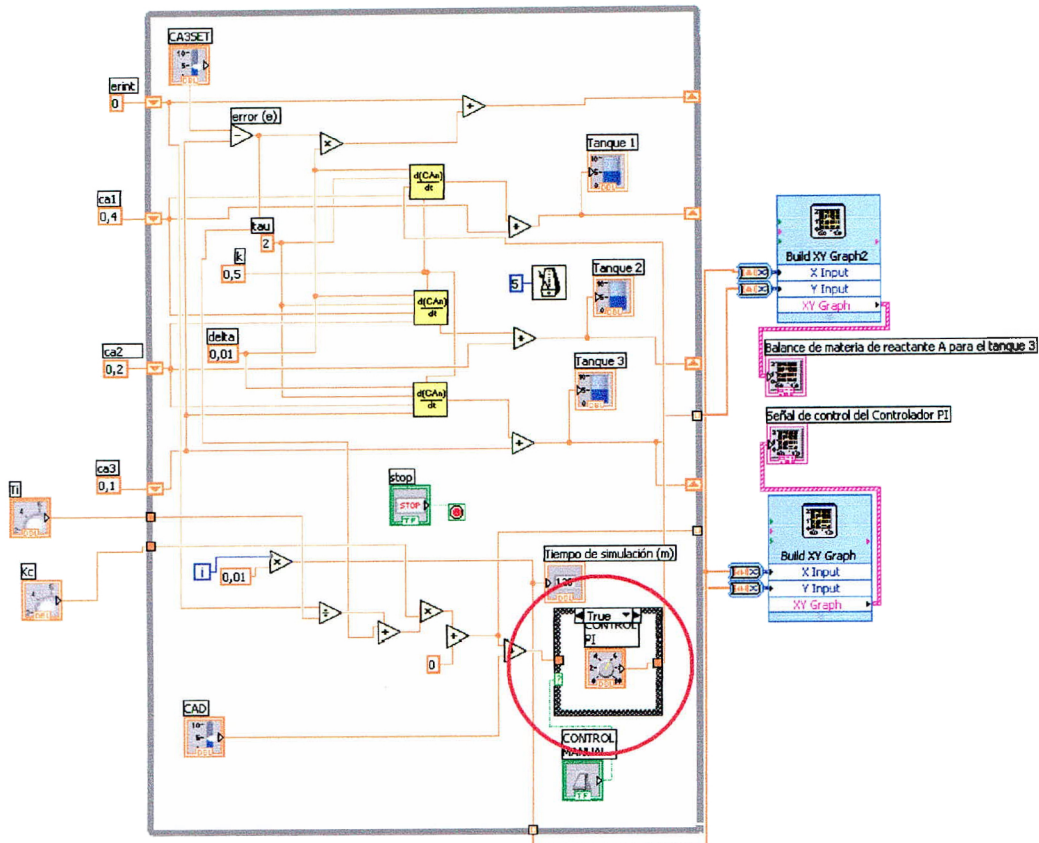 CA3SET
erint
0
error (e)
Tanque 1
d(CAn)
dt
ca1
0,4
tau
2
k
0,5
Build XY Graph2
X Input
Y Input
XY Graph
5
Tanque 2
d(CAn)
dt
delta
0,01
ca2
0,2
Balance de materia de reactante A para el tanque 3
Tanque 3
d(CAn)
dt
Señal de control del Controlador PI
ca3
0,1
stop
STOP
TF
Ti
Build XY Graph
X Input
Y Input
XY Graph
Tiempo de simulación (m)
i
0,01
Kc
True
CONTROL
PI
0
CAD
CONTROL
MANUAL
TF